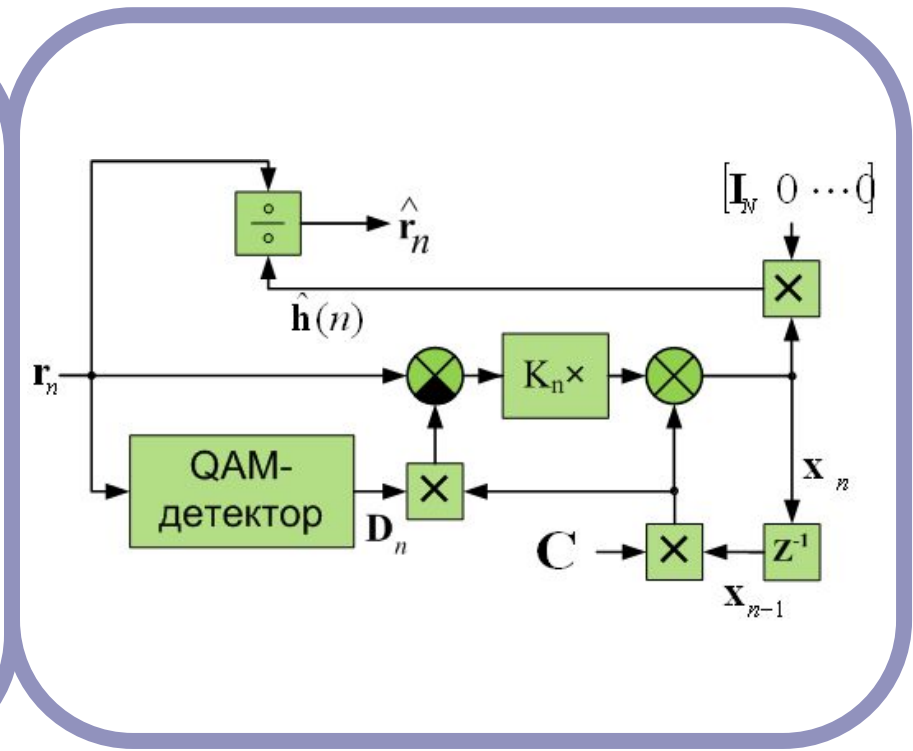 [I_N 0 ⋯ 0]
÷
r̂_n
×
ĥ(n)
r_n
K_n×
QAM-
детектор
×
D_n
x_n
C
×
Z⁻¹
x_{n−1}